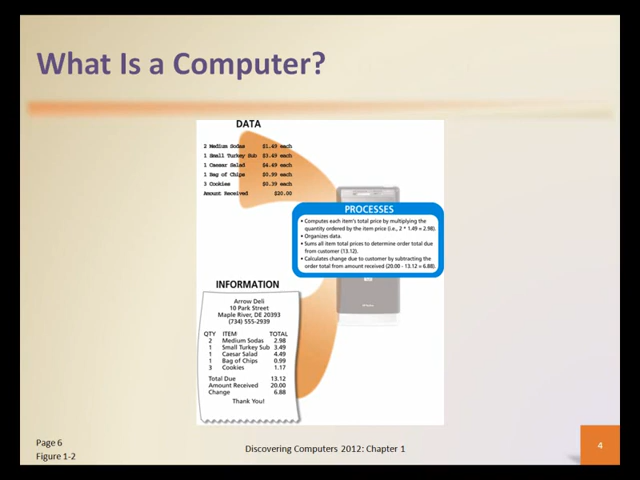 What Is a Computer?
DATA
2 Medium Sodas $1.49 each
1 Small Turkey Sub $3.49 each
1 Caesar Salad $4.49 each
1 Bag of Chips $0.99 each
3 Cookies $0.39 each
Amount Received $20.00
PROCESSES
• Computes each item's total price by multiplying the
quantity ordered by the item price (i.e., 2 * 1.49 = 2.98).
• Organizes data.
• Sums all item total prices to determine order total due
from customer (13.12).
• Calculates change due to customer by subtracting the
order total from amount received (20.00 - 13.12 = 6.88).
INFORMATION
Arrow Deli
10 Park Street
Maple River, DE 20393
(734) 555-2939
QTY ITEM TOTAL
2 Medium Sodas 2.98
1 Small Turkey Sub 3.49
1 Caesar Salad 4.49
1 Bag of Chips 0.99
3 Cookies 1.17
Total Due 13.12
Amount Received 20.00
Change 6.88
Thank You!
Page 6
Figure 1-2
Discovering Computers 2012: Chapter 1
4